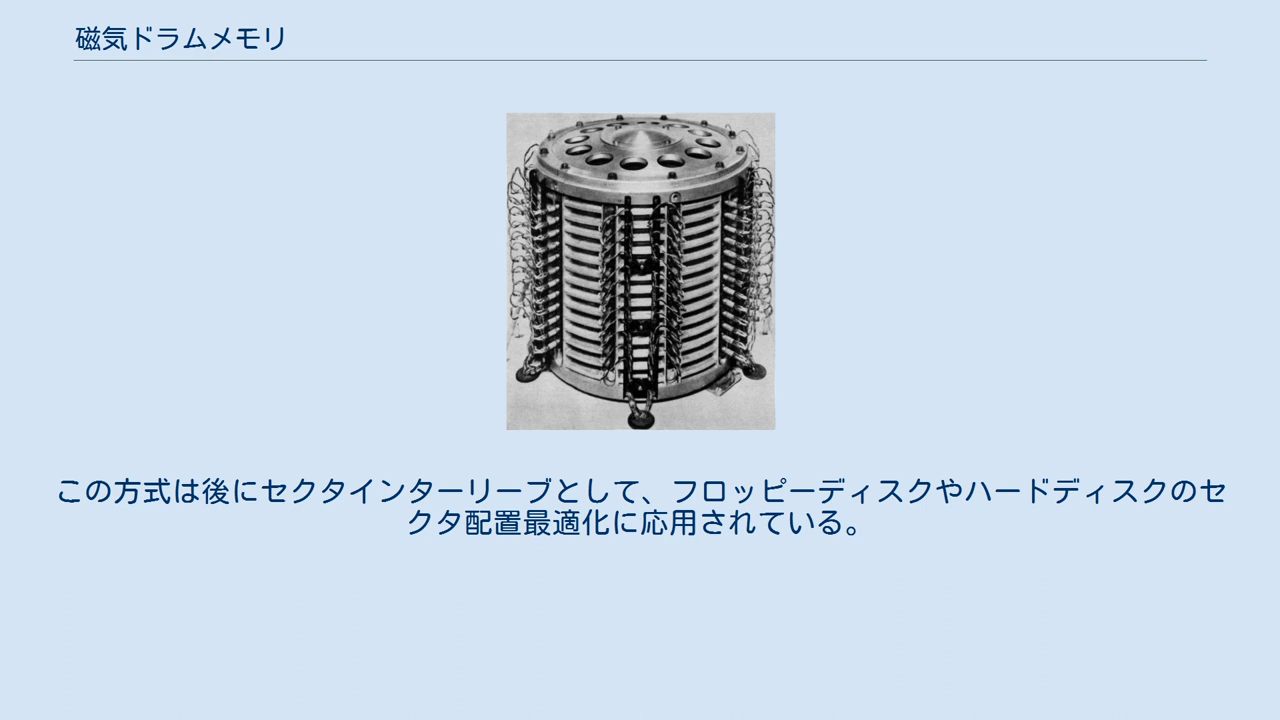 磁気ドラムメモリ
この方式は後にセクタインターリーブとして、フロッピーディスクやハードディスクのセ
クタ配置最適化に応用されている。